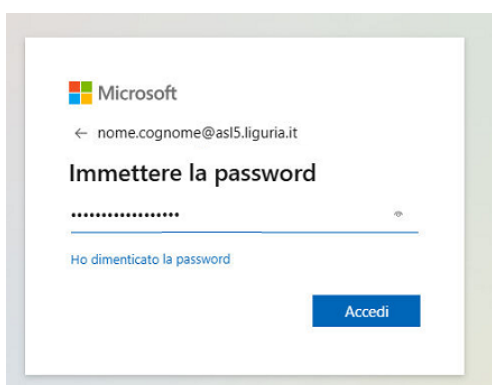 Microsoft
← nome.cognome@asl5.liguria.it
Immettere la password
••••••••••••••••••
Ho dimenticato la password
Accedi